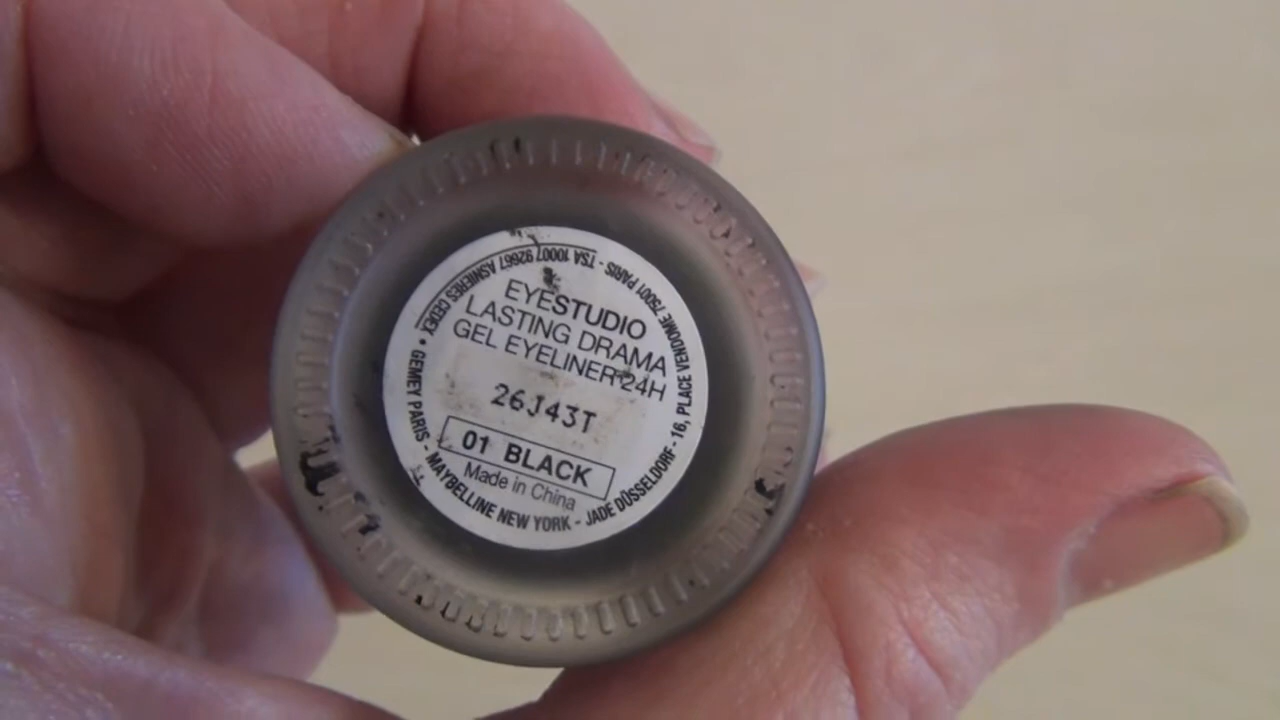 EYESTUDIO
LASTING DRAMA
GEL EYELINER 24H
26J43T
01 BLACK
Made in China
GEMEY PARIS - MAYBELLINE NEW YORK - JADE DÜSSELDORF - 16, PLACE VENDOME 75001 PARIS - TSA 10007 92667 ASNIERES CEDEX •